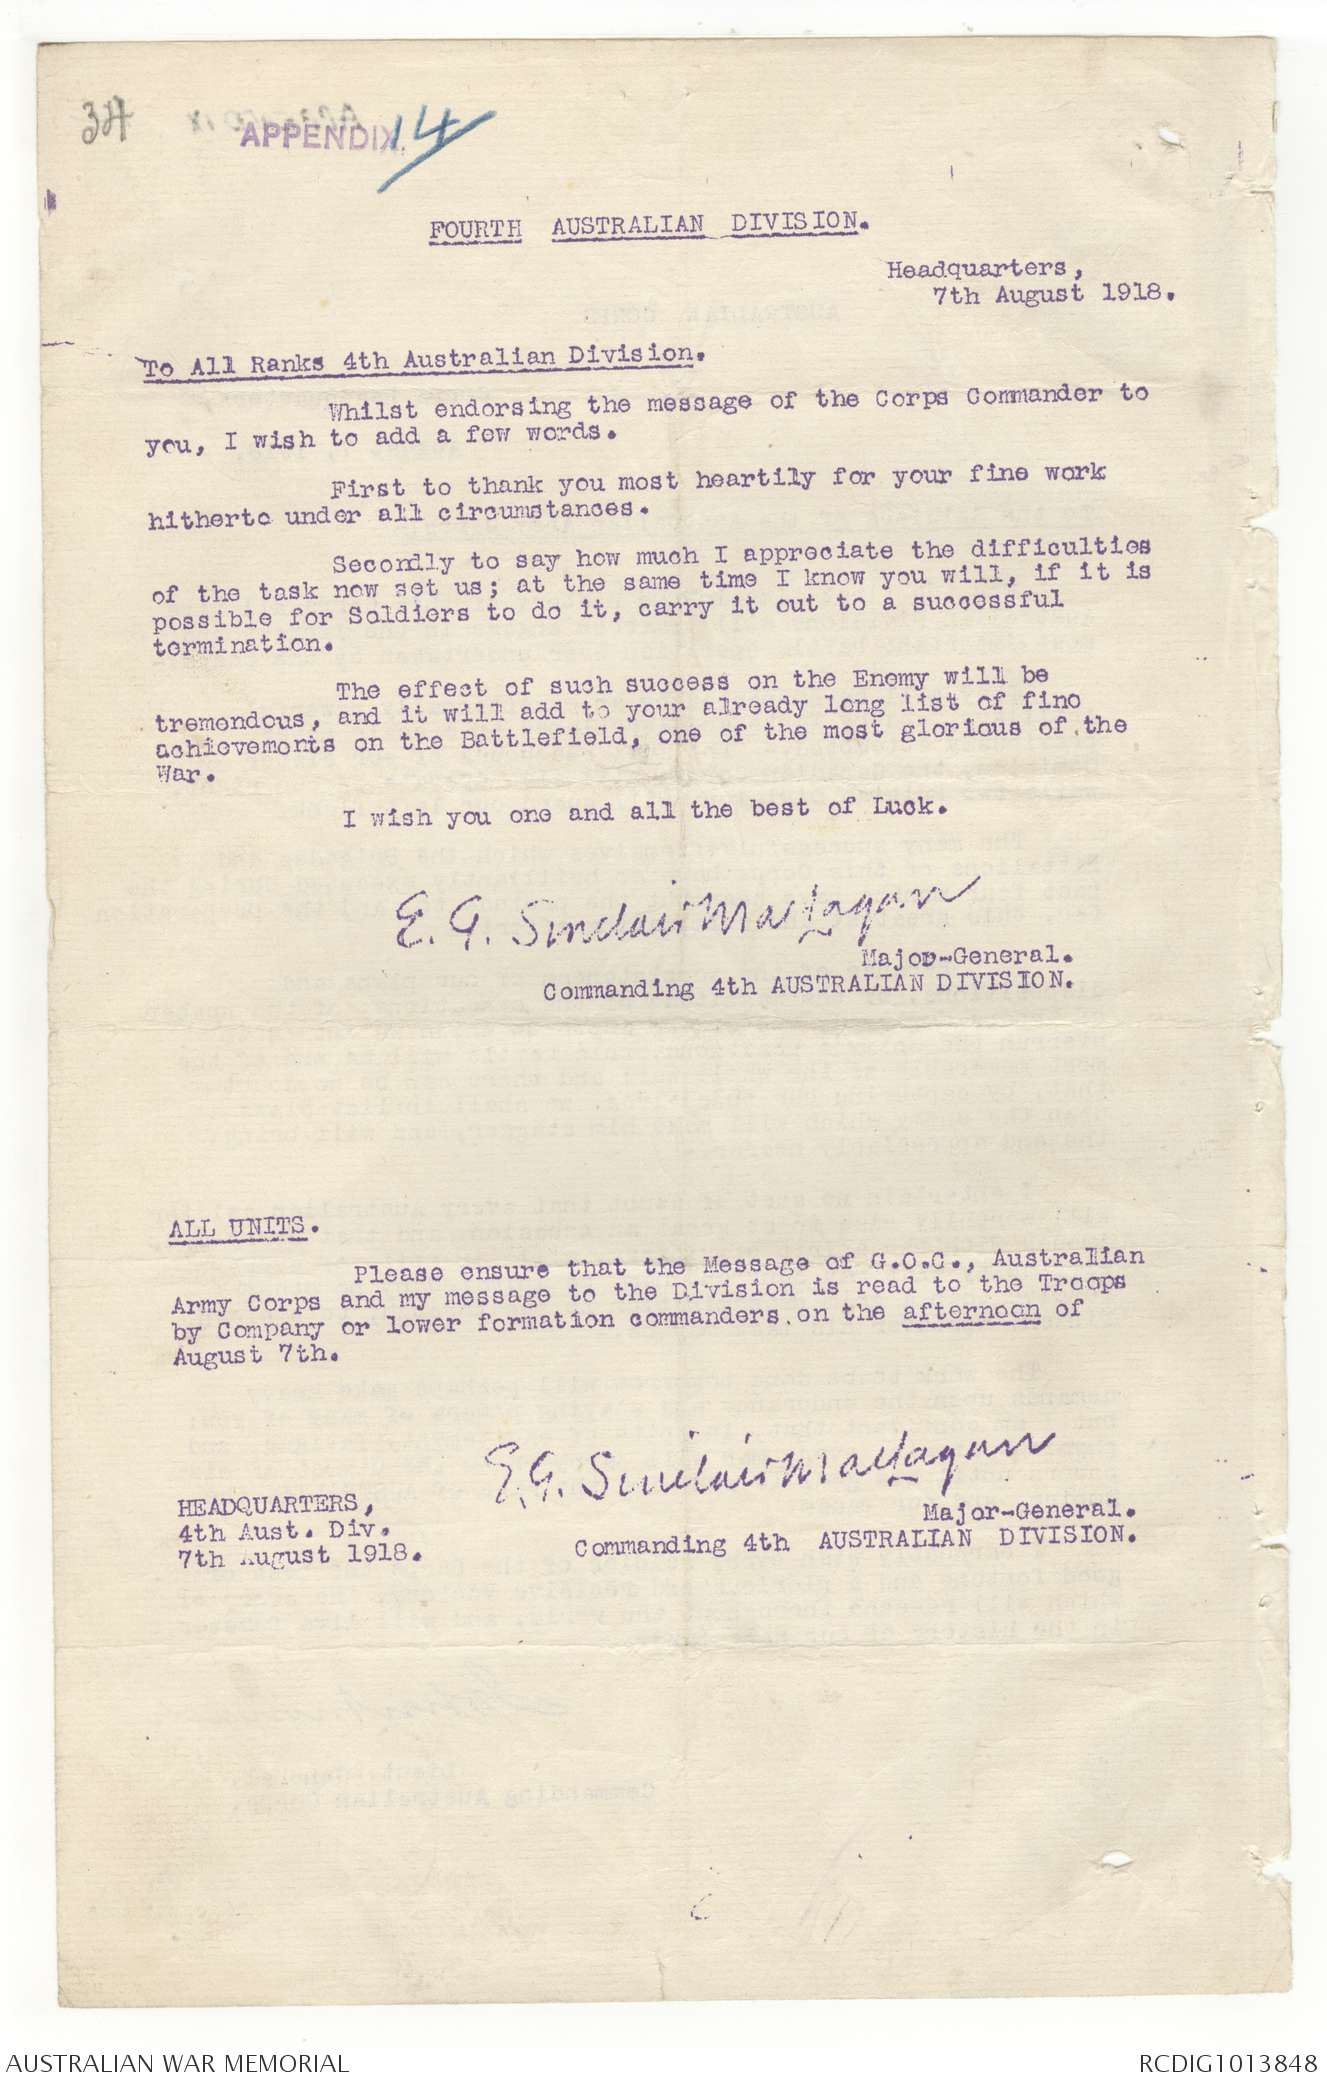 34
APPENDIX 14
FOURTH AUSTRALIAN DIVISION.
Headquarters,
7th August 1918.
To All Ranks 4th Australian Division.
Whilst endorsing the message of the Corps Commander to
you, I wish to add a few words.
First to thank you most heartily for your fine work
hitherto under all circumstances.
Secondly to say how much I appreciate the difficulties
of the task now set us; at the same time I know you will, if it is
possible for Soldiers to do it, carry it out to a successful
termination.
The effect of such success on the Enemy will be
tremendous, and it will add to your already long list of fine
achievements on the Battlefield, one of the most glorious of the
War.
I wish you one and all the best of Luck.
E. G. Sinclair MacLagan
Major-General.
Commanding 4th AUSTRALIAN DIVISION.
ALL UNITS.
Please ensure that the Message of G.O.C., Australian
Army Corps and my message to the Division is read to the Troops
by Company or lower formation commanders on the afternoon of
August 7th.
E. G. Sinclair MacLagan
HEADQUARTERS,
4th Aust. Div.
7th August 1918.
Major-General.
Commanding 4th AUSTRALIAN DIVISION.
AUSTRALIAN WAR MEMORIAL
RCDIG1013848